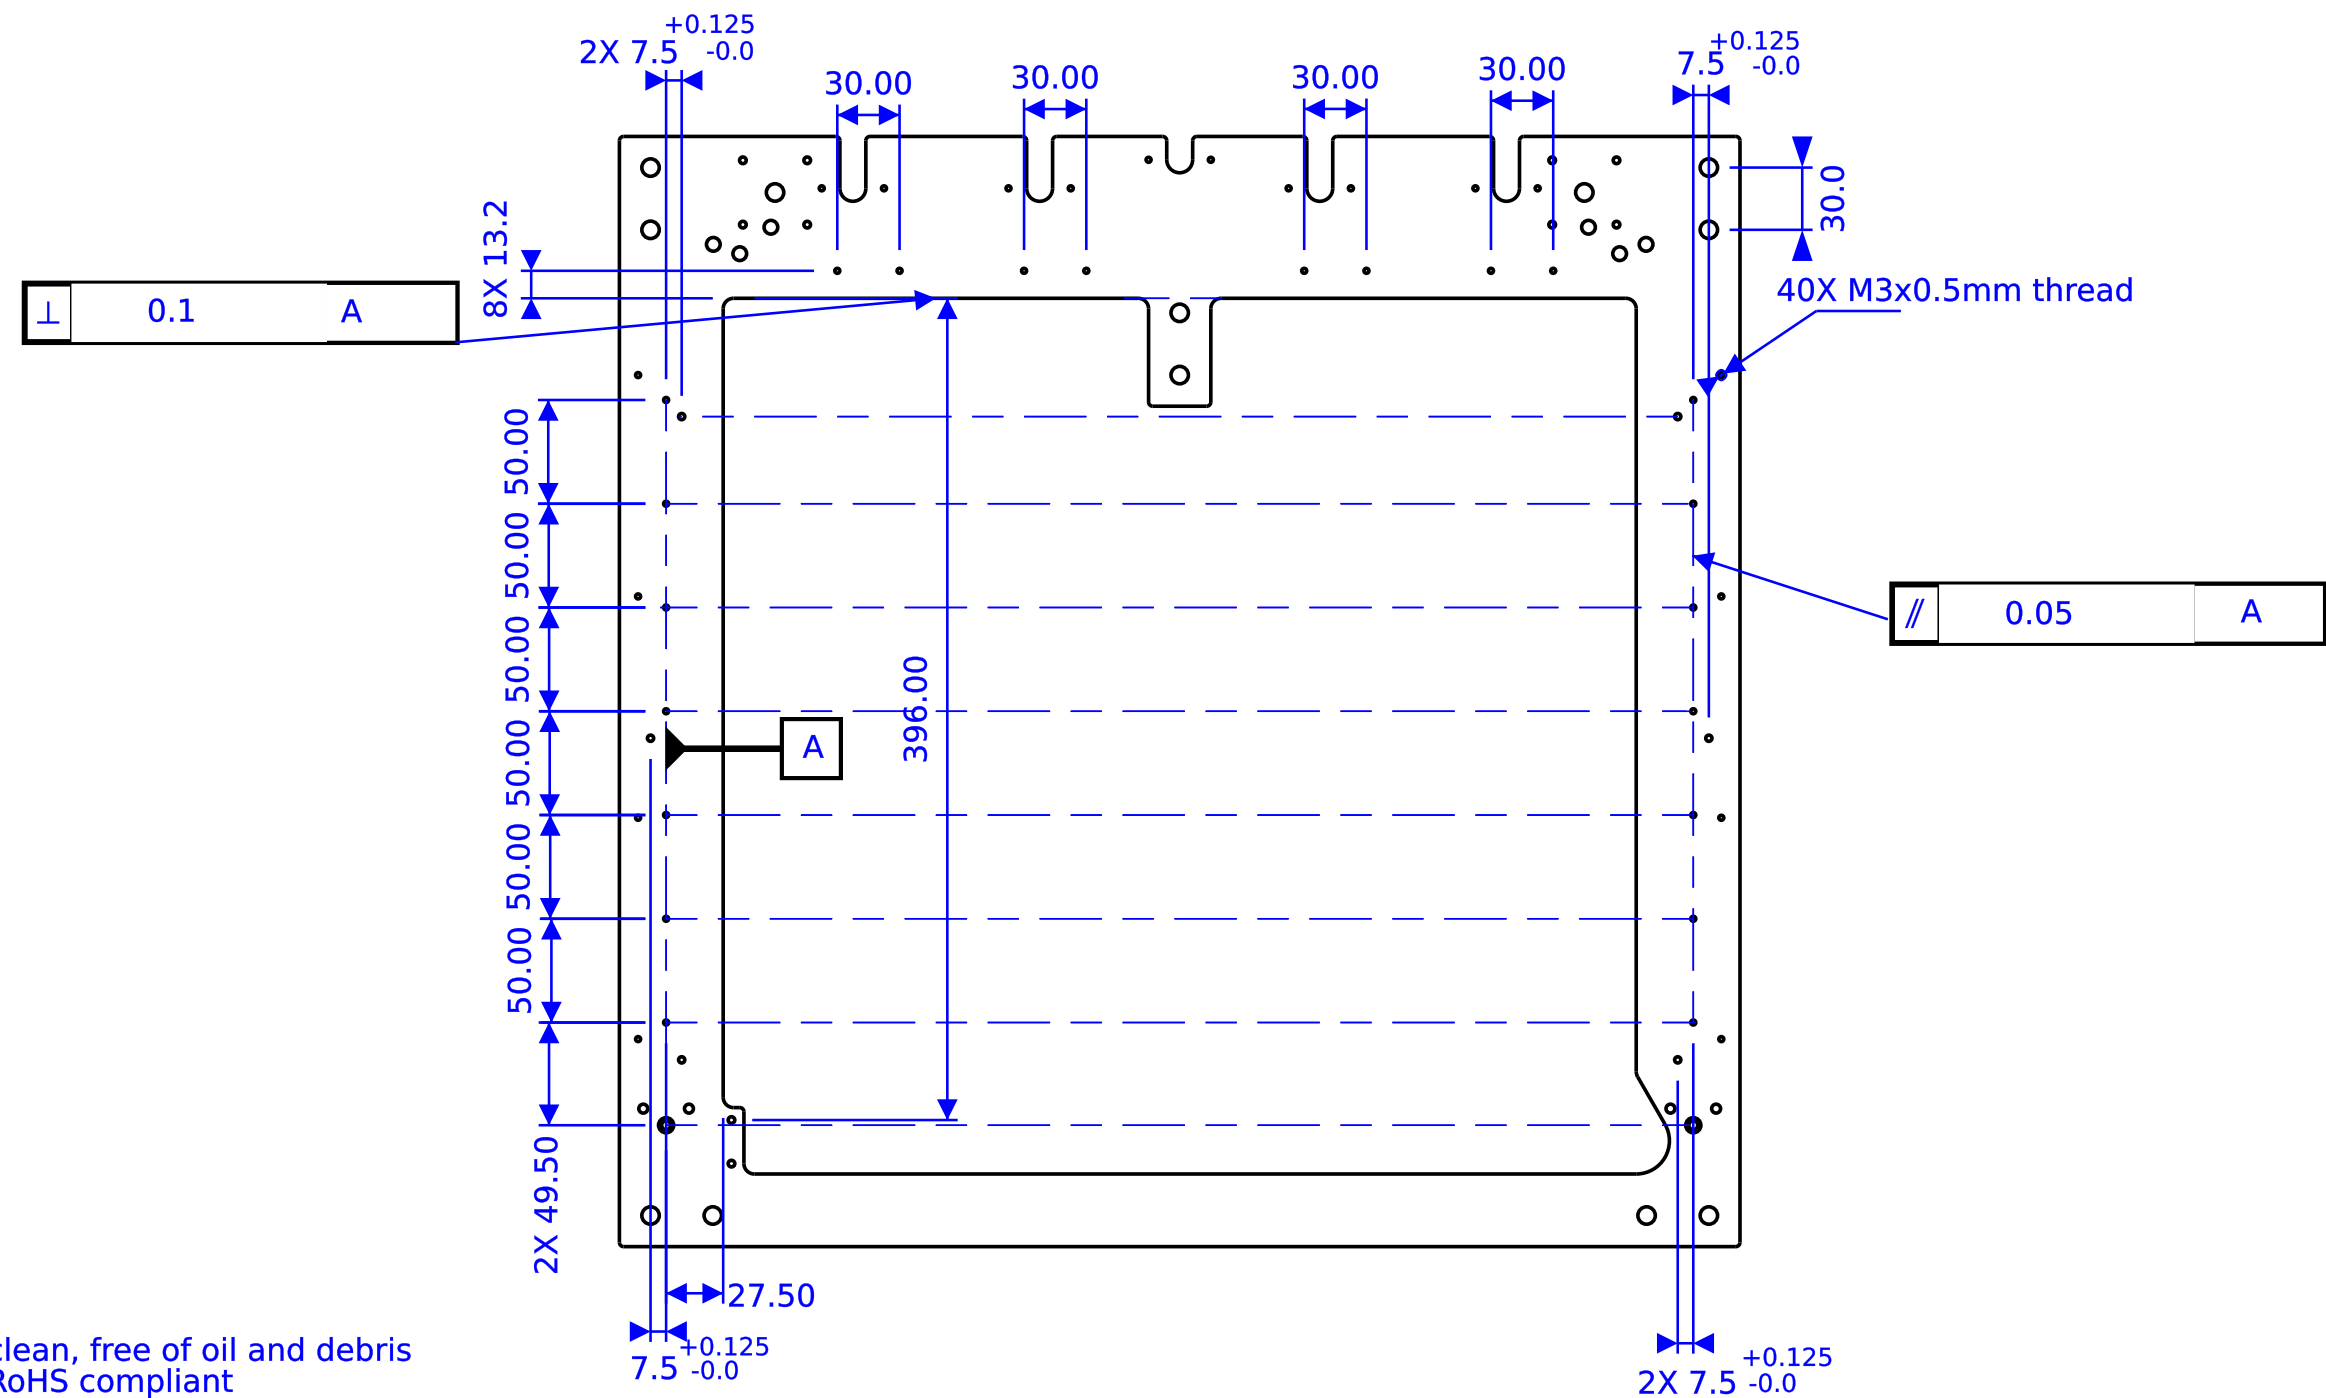 +0.125
2X 7.5 -0.0
30.00
30.00
30.00
30.00
+0.125
7.5 -0.0
30.0
8X 13.2
⊥ 0.1 A
40X M3x0.5mm thread
50.00
50.00
50.00
50.00
50.00
50.00
396.00
// 0.05 A
A
2X 49.50
27.50
+0.125
7.5 -0.0
+0.125
2X 7.5 -0.0
clean, free of oil and debris
RoHS compliant